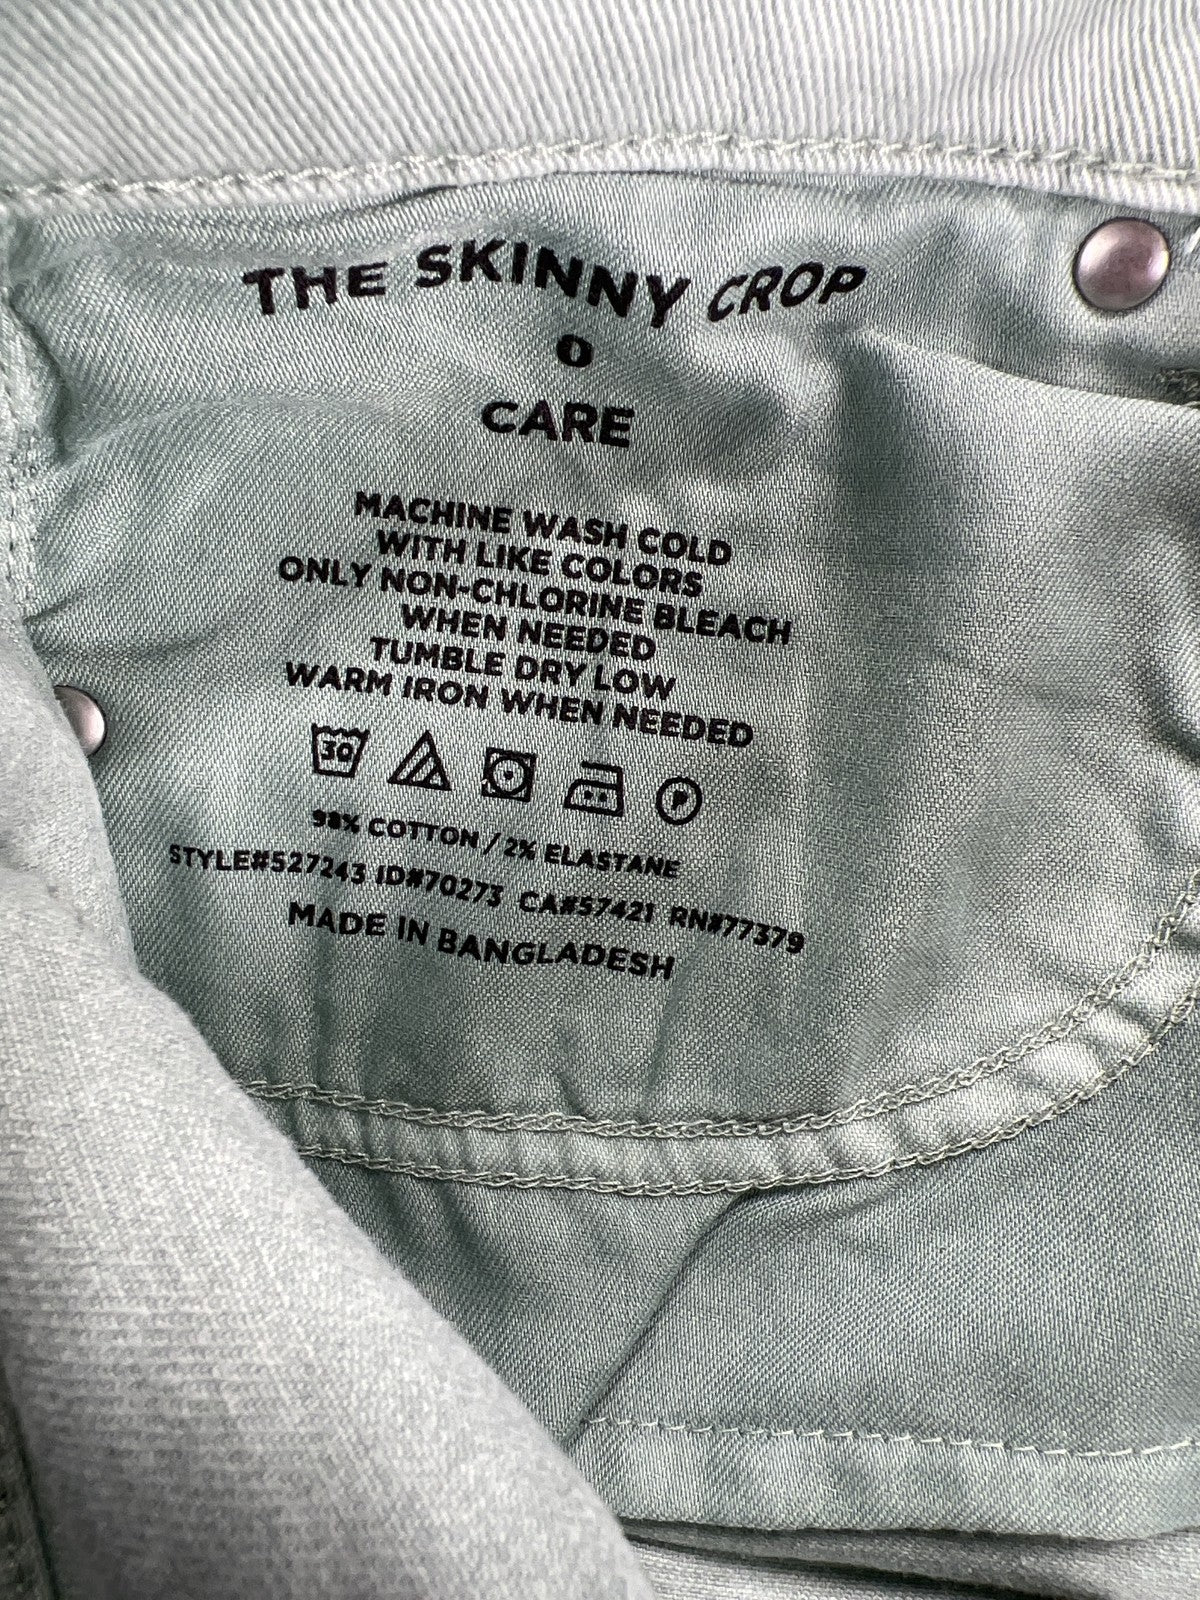 THE SKINNY CROP
0
CARE
MACHINE WASH COLD
WITH LIKE COLORS
ONLY NON-CHLORINE BLEACH
WHEN NEEDED
TUMBLE DRY LOW
WARM IRON WHEN NEEDED
30 P
98% COTTON / 2% ELASTANE
STYLE#527243 ID#70273 CA#57421 RN#77379
MADE IN BANGLADESH